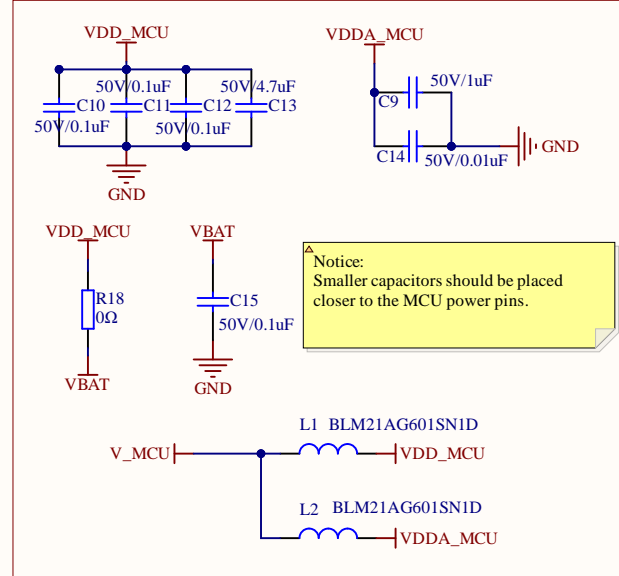 VDD_MCU
VDDA_MCU
50V/0.1uF
50V/4.7uF
50V/1uF
C10
C11
C12
C13
C9
50V/0.1uF
50V/0.1uF
C14
50V/0.01uF
GND
GND
VDD_MCU
VBAT
R18
0Ω
C15
50V/0.1uF
VBAT
GND
Notice:
Smaller capacitors should be placed
closer to the MCU power pins.
L1 BLM21AG601SN1D
V_MCU
VDD_MCU
L2 BLM21AG601SN1D
VDDA_MCU